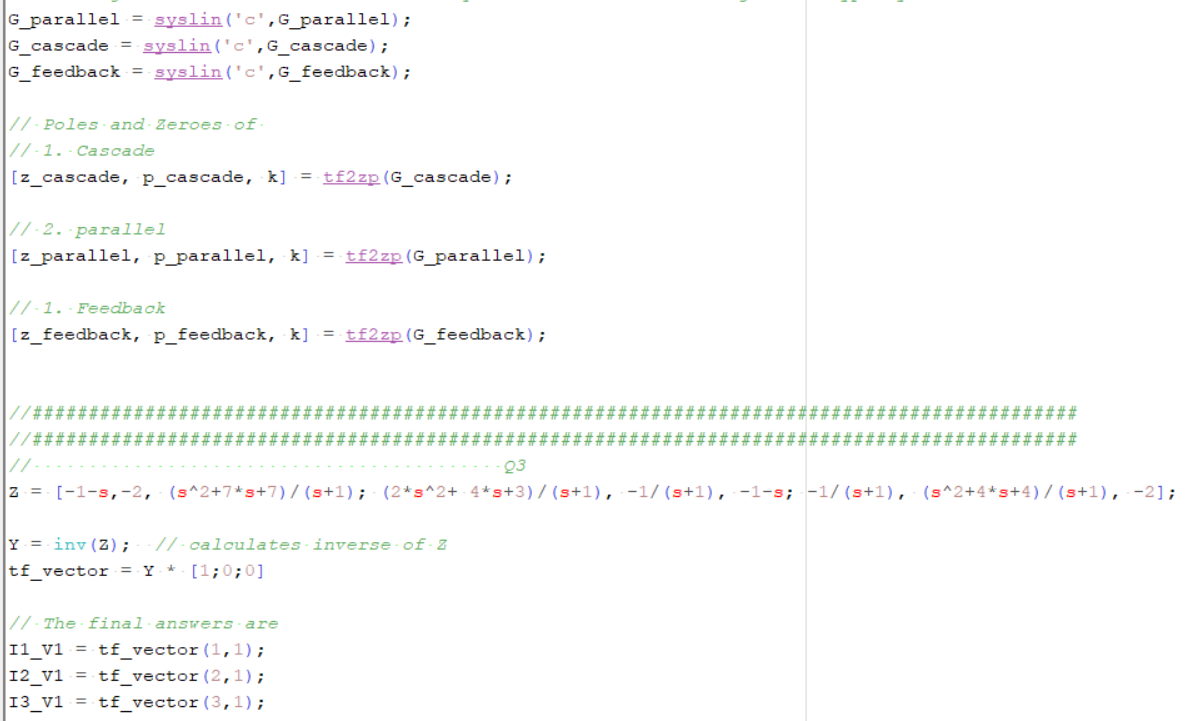 G_parallel = syslin('c',G_parallel);
G_cascade = syslin('c',G_cascade);
G_feedback = syslin('c',G_feedback);
// Poles and Zeroes of
// 1. Cascade
[z_cascade, p_cascade, k] = tf2zp(G_cascade);
// 2. parallel
[z_parallel, p_parallel, k] = tf2zp(G_parallel);
// 1. Feedback
[z_feedback, p_feedback, k] = tf2zp(G_feedback);
//#############################################################################################
//#############################################################################################
// Q3
Z = [-1-s,-2, (s^2+7*s+7)/(s+1); (2*s^2+ 4*s+3)/(s+1), -1/(s+1), -1-s; -1/(s+1), (s^2+4*s+4)/(s+1), -2];
Y = inv(Z); // calculates inverse of Z
tf_vector = Y * [1;0;0]
// The final answers are
I1_V1 = tf_vector(1,1);
I2_V1 = tf_vector(2,1);
I3_V1 = tf_vector(3,1);